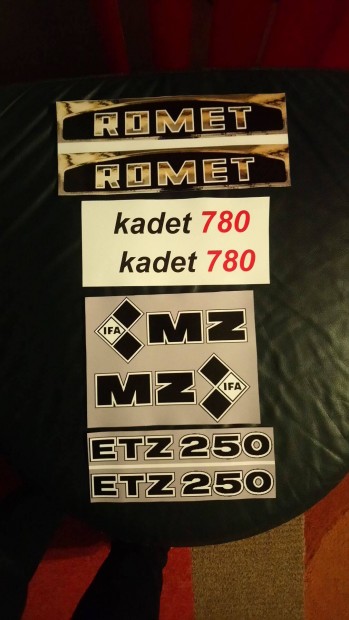 ROMET
ROMET
kadet 780
kadet 780
IFA MZ
MZ IFA
ETZ 250
ETZ 250